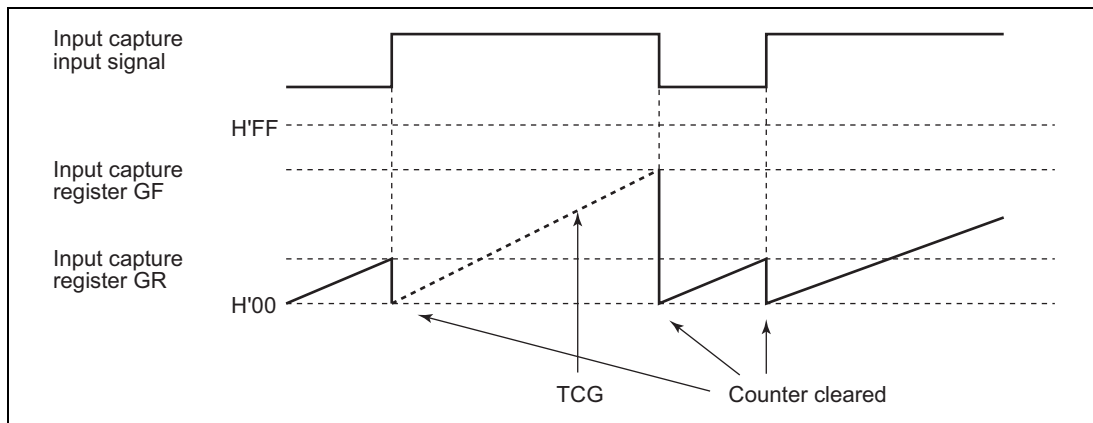 Input capture
input signal
H'FF
Input capture
register GF
Input capture
register GR
H'00
TCG
Counter cleared